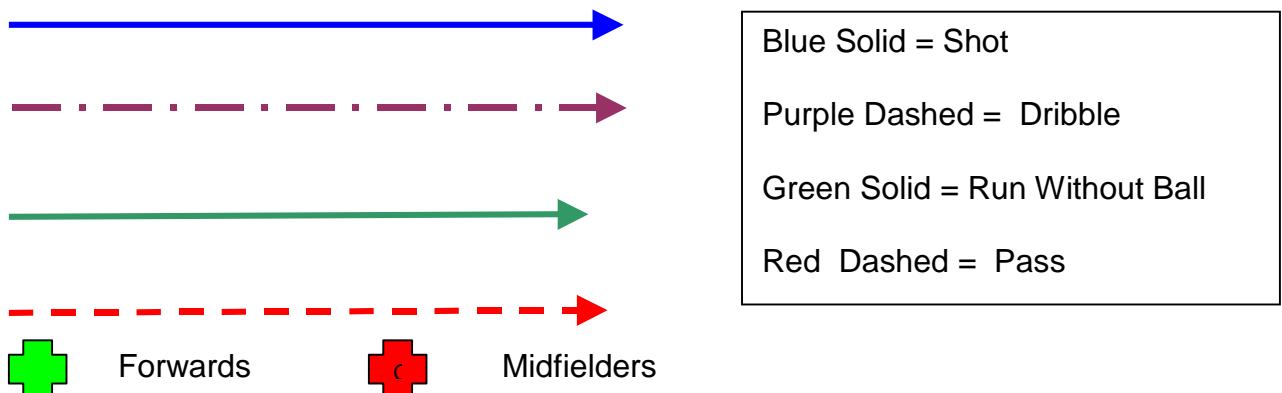 Blue Solid = Shot
Purple Dashed = Dribble
Green Solid = Run Without Ball
Red Dashed = Pass
Forwards Midfielders